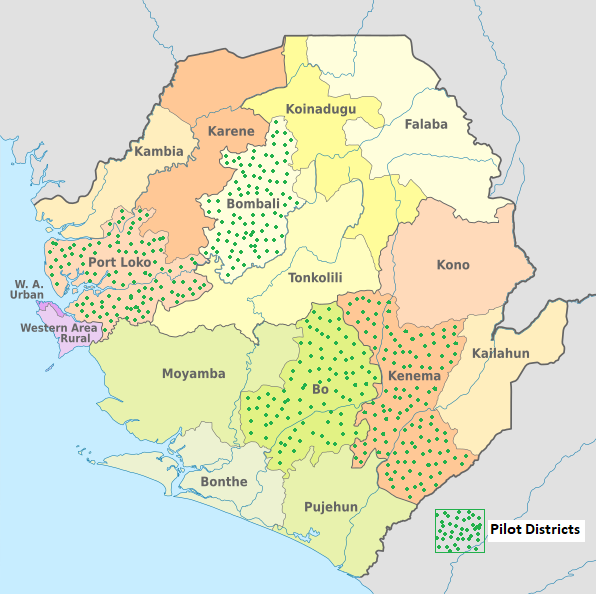 Koinadugu
Falaba
Karene
Kambia
Bombali
Port Loko
Kono
Tonkolili
W. A.
Urban
Western Area
Rural
Kailahun
Moyamba
Kenema
Bo
Bonthe
Pujehun
Pilot Districts